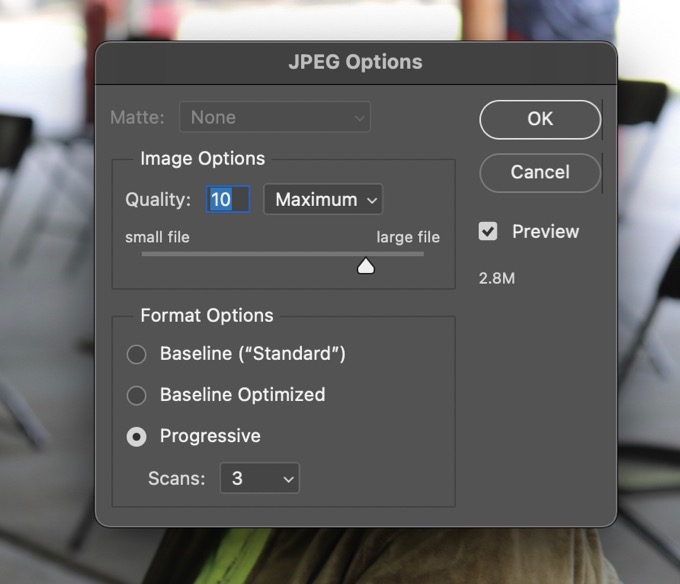 JPEG Options
Matte: None
OK
Image Options
Cancel
Quality: 10 Maximum
Preview
small file large file
2.8M
Format Options
Baseline (“Standard”)
Baseline Optimized
Progressive
Scans: 3